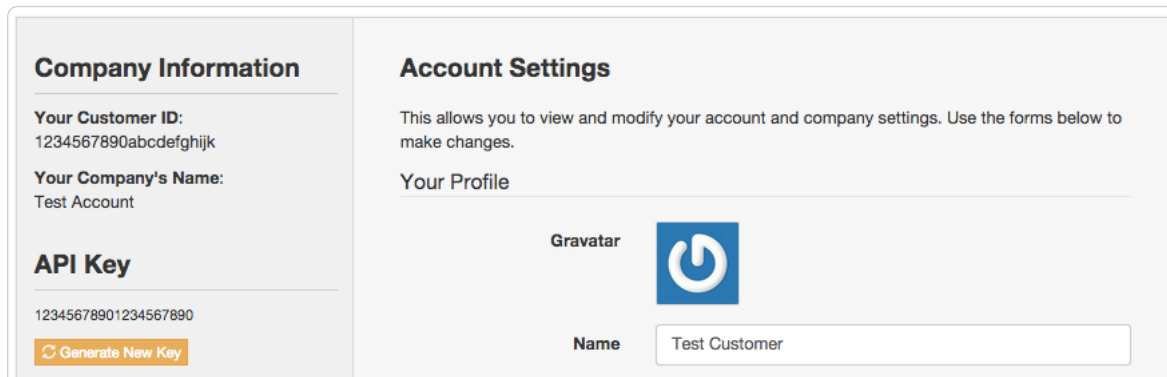 Company Information
Your Customer ID:
1234567890abcdefghijk
Your Company's Name:
Test Account
API Key
12345678901234567890
Generate New Key
Account Settings
This allows you to view and modify your account and company settings. Use the forms below to
make changes.
Your Profile
Gravatar
Name
Test Customer